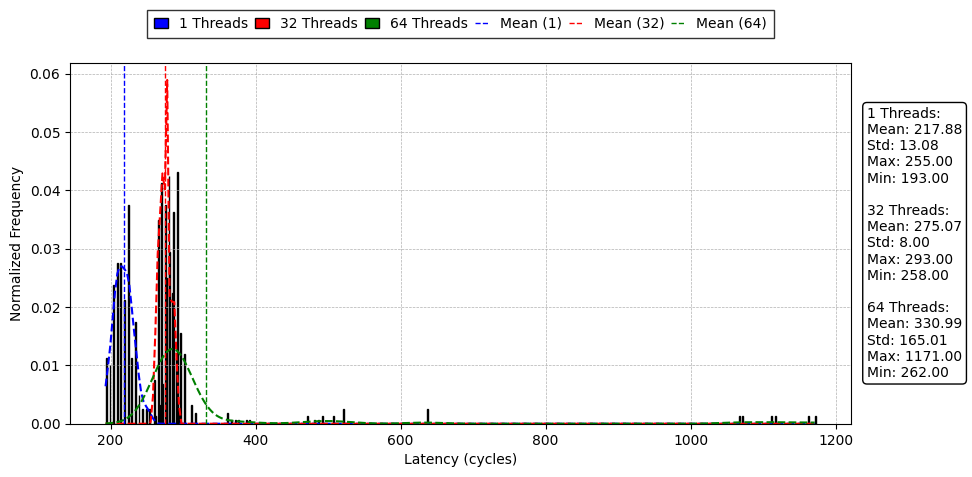 1 Threads 32 Threads 64 Threads Mean (1) Mean (32) Mean (64)
0.06
0.05
0.04
0.03
0.02
0.01
0.00
Normalized Frequency
200 400 600 800 1000 1200
Latency (cycles)
1 Threads:
Mean: 217.88
Std: 13.08
Max: 255.00
Min: 193.00
32 Threads:
Mean: 275.07
Std: 8.00
Max: 293.00
Min: 258.00
64 Threads:
Mean: 330.99
Std: 165.01
Max: 1171.00
Min: 262.00